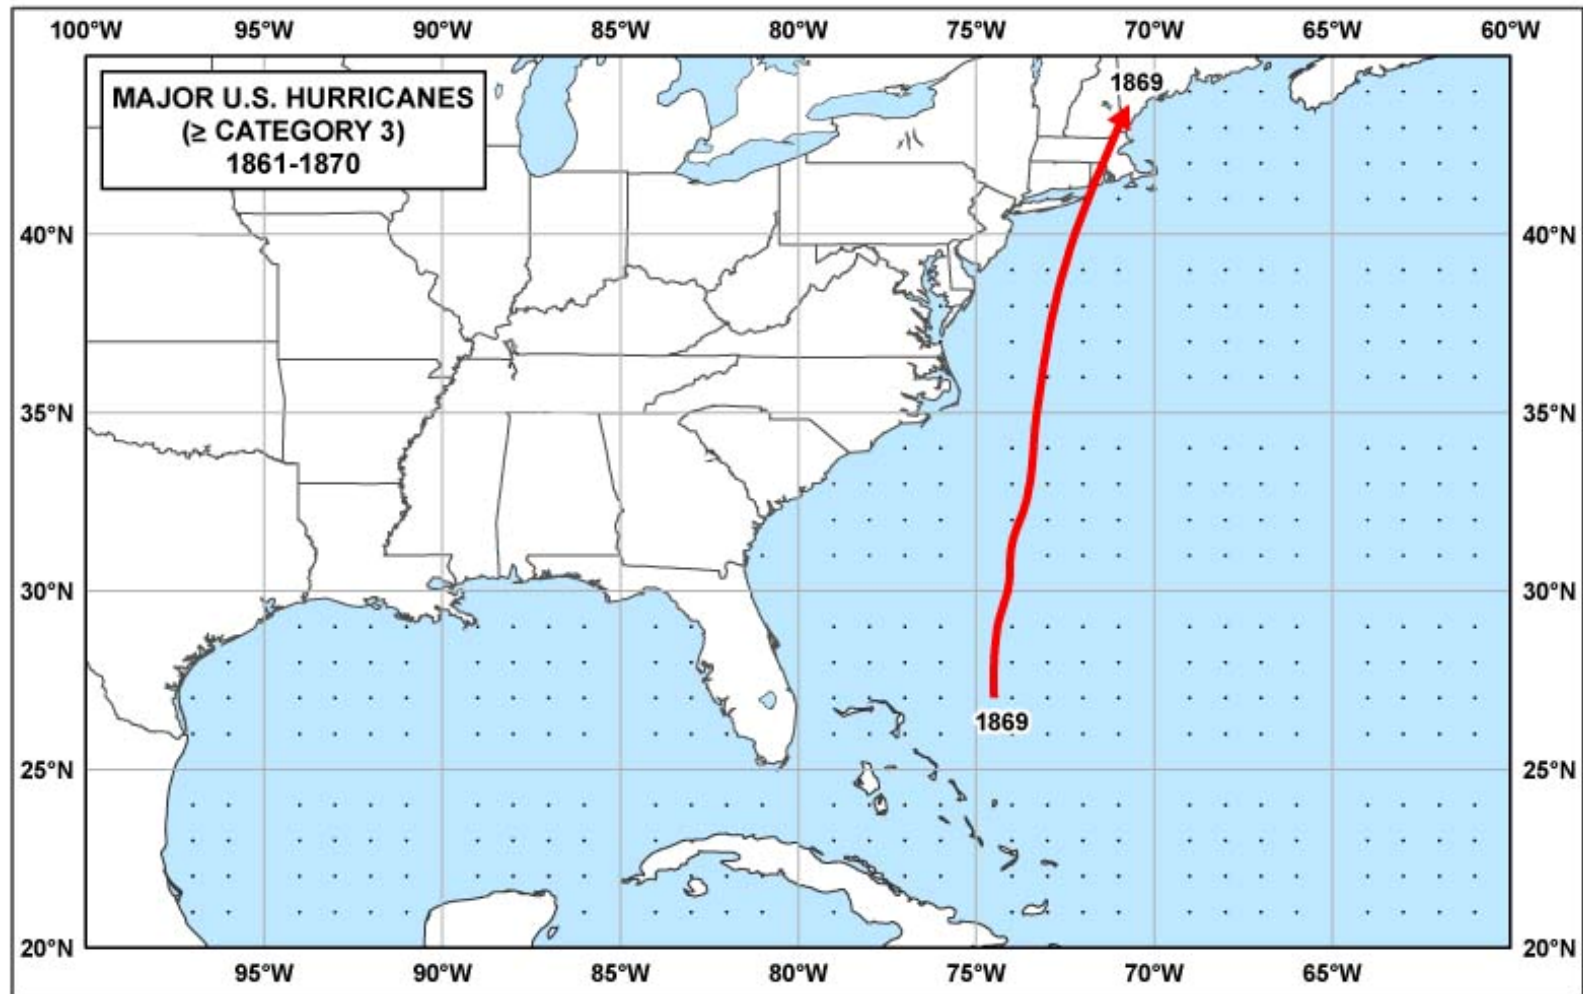 100°W 95°W 90°W 85°W 80°W 75°W 70°W 65°W 60°W
MAJOR U.S. HURRICANES
(≥ CATEGORY 3)
1861-1870
1869
40°N 40°N
35°N 35°N
30°N 30°N
1869
25°N 25°N
20°N 20°N
95°W 90°W 85°W 80°W 75°W 70°W 65°W